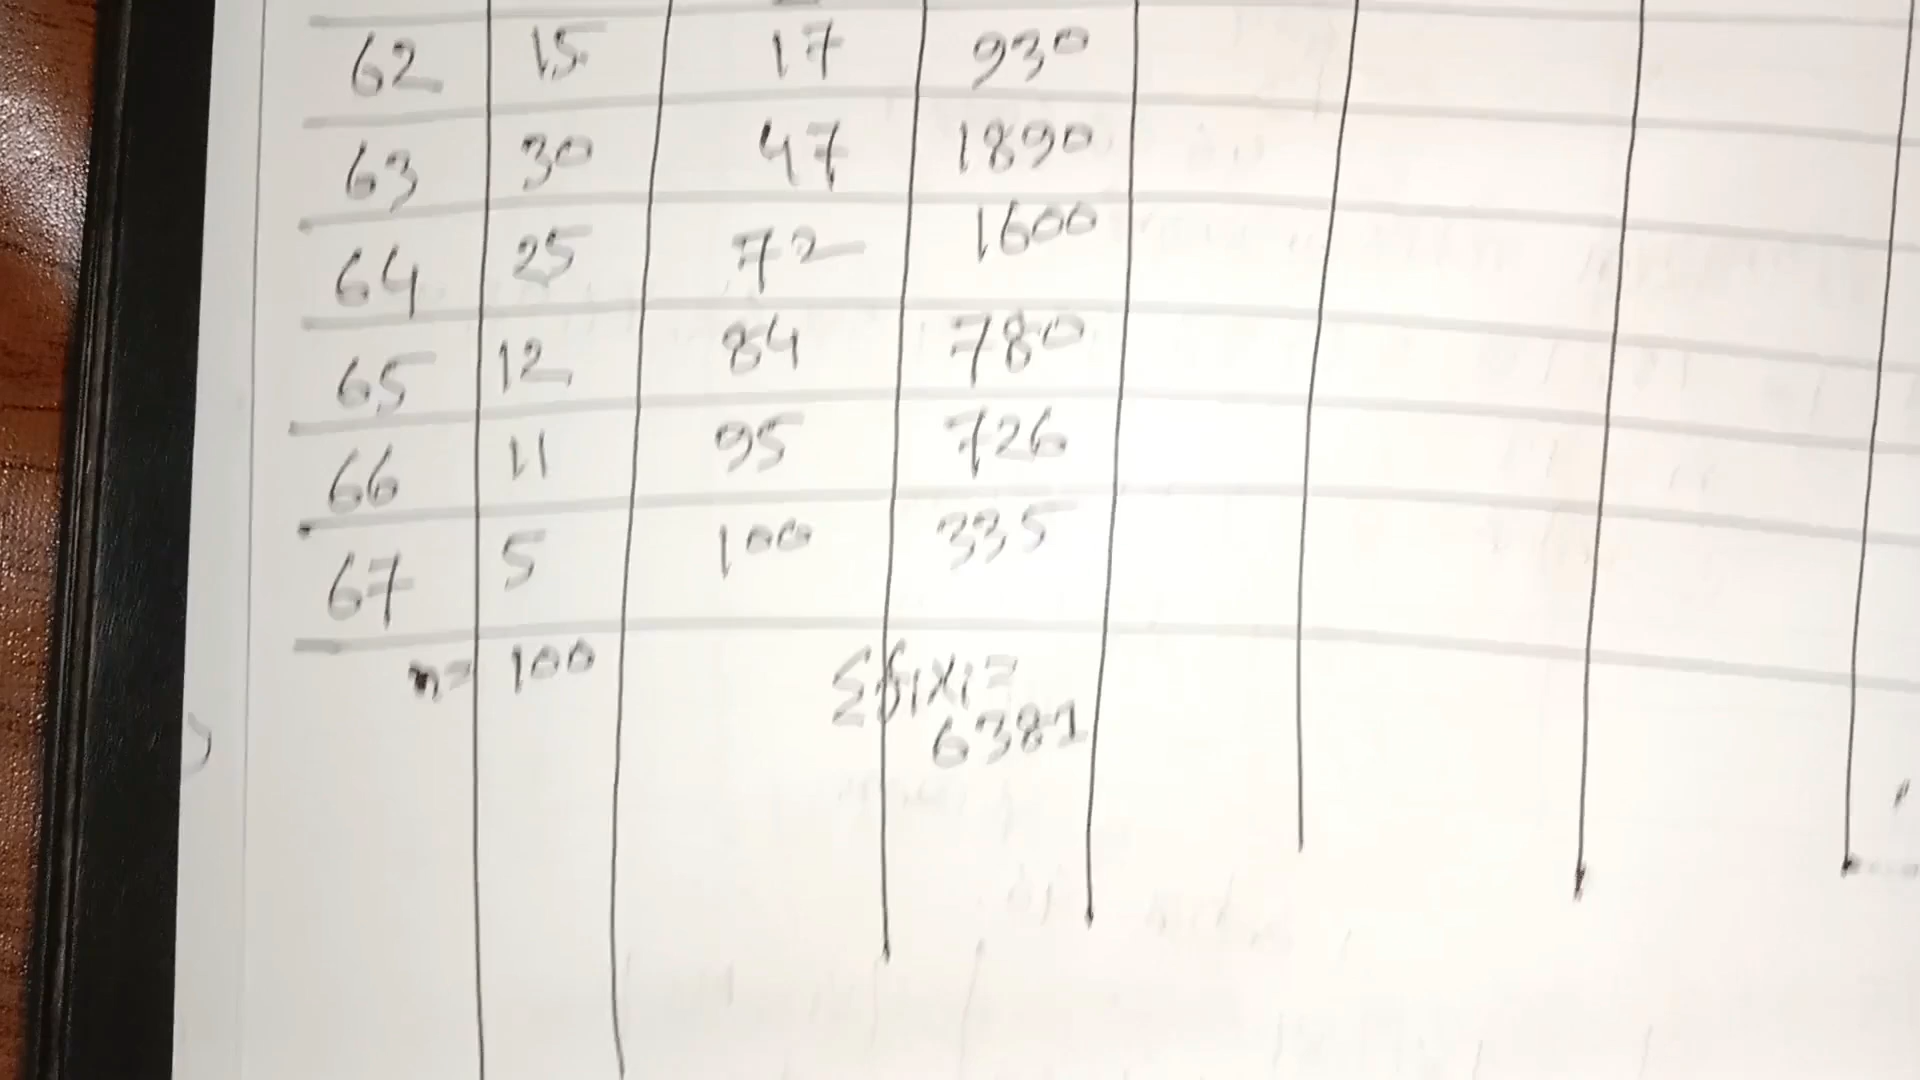 62 15 17 930
63 30 47 1890
64 25 72 1600
65 12 84 780
66 11 95 726
67 5 100 335
n= 100 Σfixi=
6381